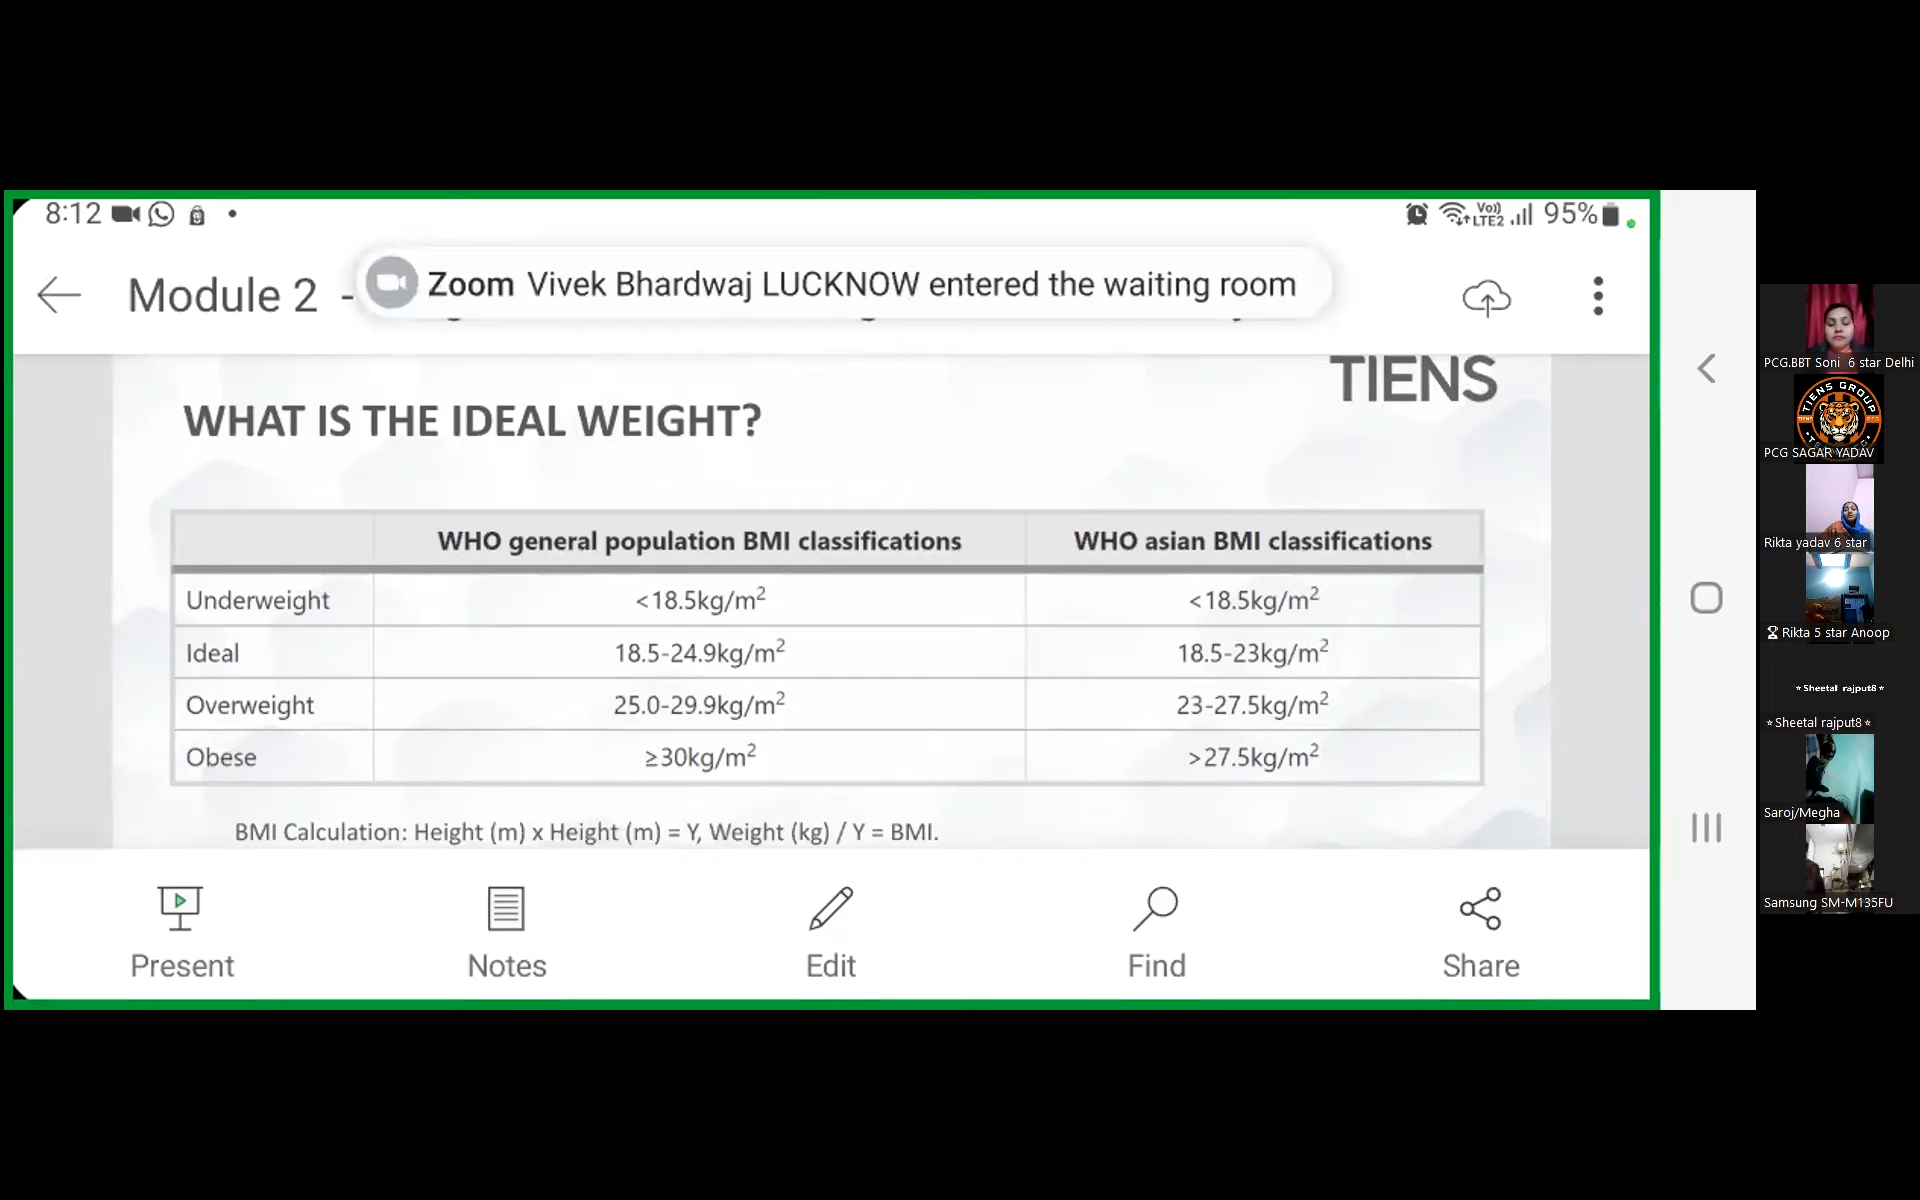 8:12
Vo)) LTE2 95%
Module 2 -
Zoom Vivek Bhardwaj LUCKNOW entered the waiting room
TIENS
WHAT IS THE IDEAL WEIGHT?
WHO general population BMI classifications WHO asian BMI classifications
Underweight <18.5kg/m² <18.5kg/m²
Ideal 18.5-24.9kg/m² 18.5-23kg/m²
Overweight 25.0-29.9kg/m² 23-27.5kg/m²
Obese ≥30kg/m² >27.5kg/m²
BMI Calculation: Height (m) x Height (m) = Y, Weight (kg) / Y = BMI.
Present Notes Edit Find Share
PCG.BBT Soni 6 star Delhi
TIENS GROUP
PCG SAGAR YADAV
Rikta yadav 6 star
Rikta 5 star Anoop
⋆Sheetal rajput8⋆
⋆Sheetal rajput8⋆
Saroj/Megha
Samsung SM-M135FU